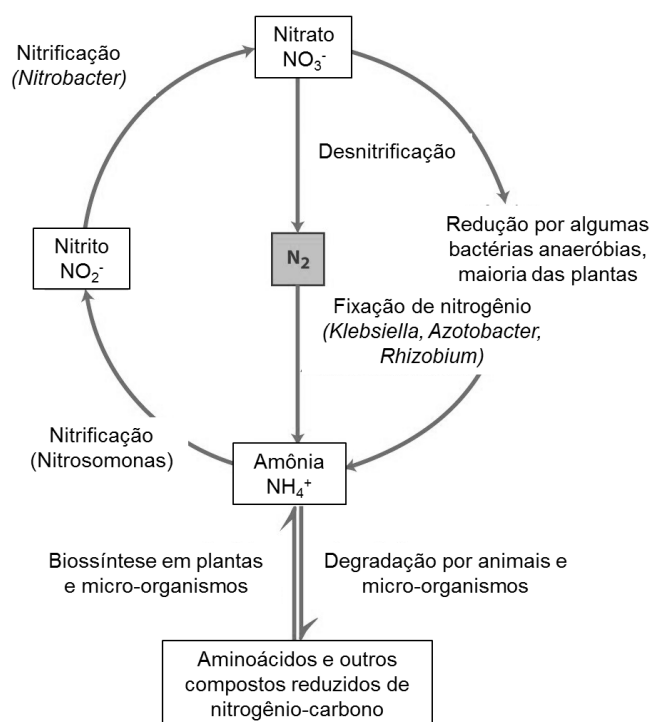 Nitrato
NO₃⁻
Nitrificação
(Nitrobacter)
Desnitrificação
Nitrito
NO₂⁻
N₂
Redução por algumas
bactérias anaeróbias,
maioria das plantas
Fixação de nitrogênio
(Klebsiella, Azotobacter,
Rhizobium)
Nitrificação
(Nitrosomonas)
Amônia
NH₄⁺
Biossíntese em plantas
e micro-organismos
Degradação por animais e
micro-organismos
Aminoácidos e outros
compostos reduzidos de
nitrogênio-carbono